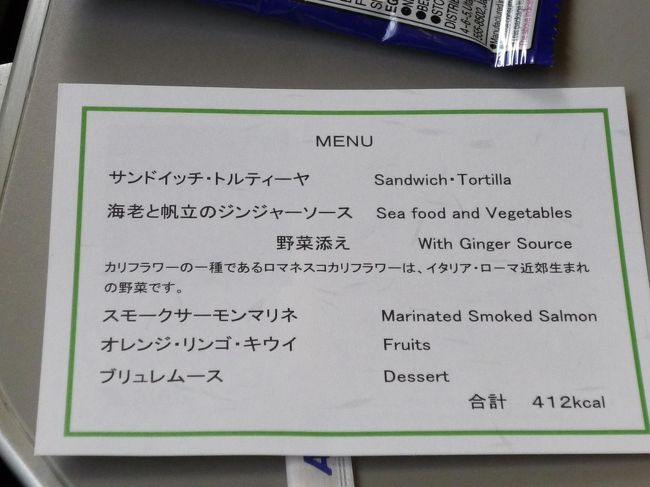 MENU
サンドイッチ・トルティーヤ Sandwich・Tortilla
海老と帆立のジンジャーソース Sea food and Vegetables
野菜添え With Ginger Source
カリフラワーの一種であるロマネスコカリフラワーは、イタリア・ローマ近郊生まれ
の野菜です。
スモークサーモンマリネ Marinated Smoked Salmon
オレンジ・リンゴ・キウイ Fruits
ブリュレムース Dessert
合計 412kcal